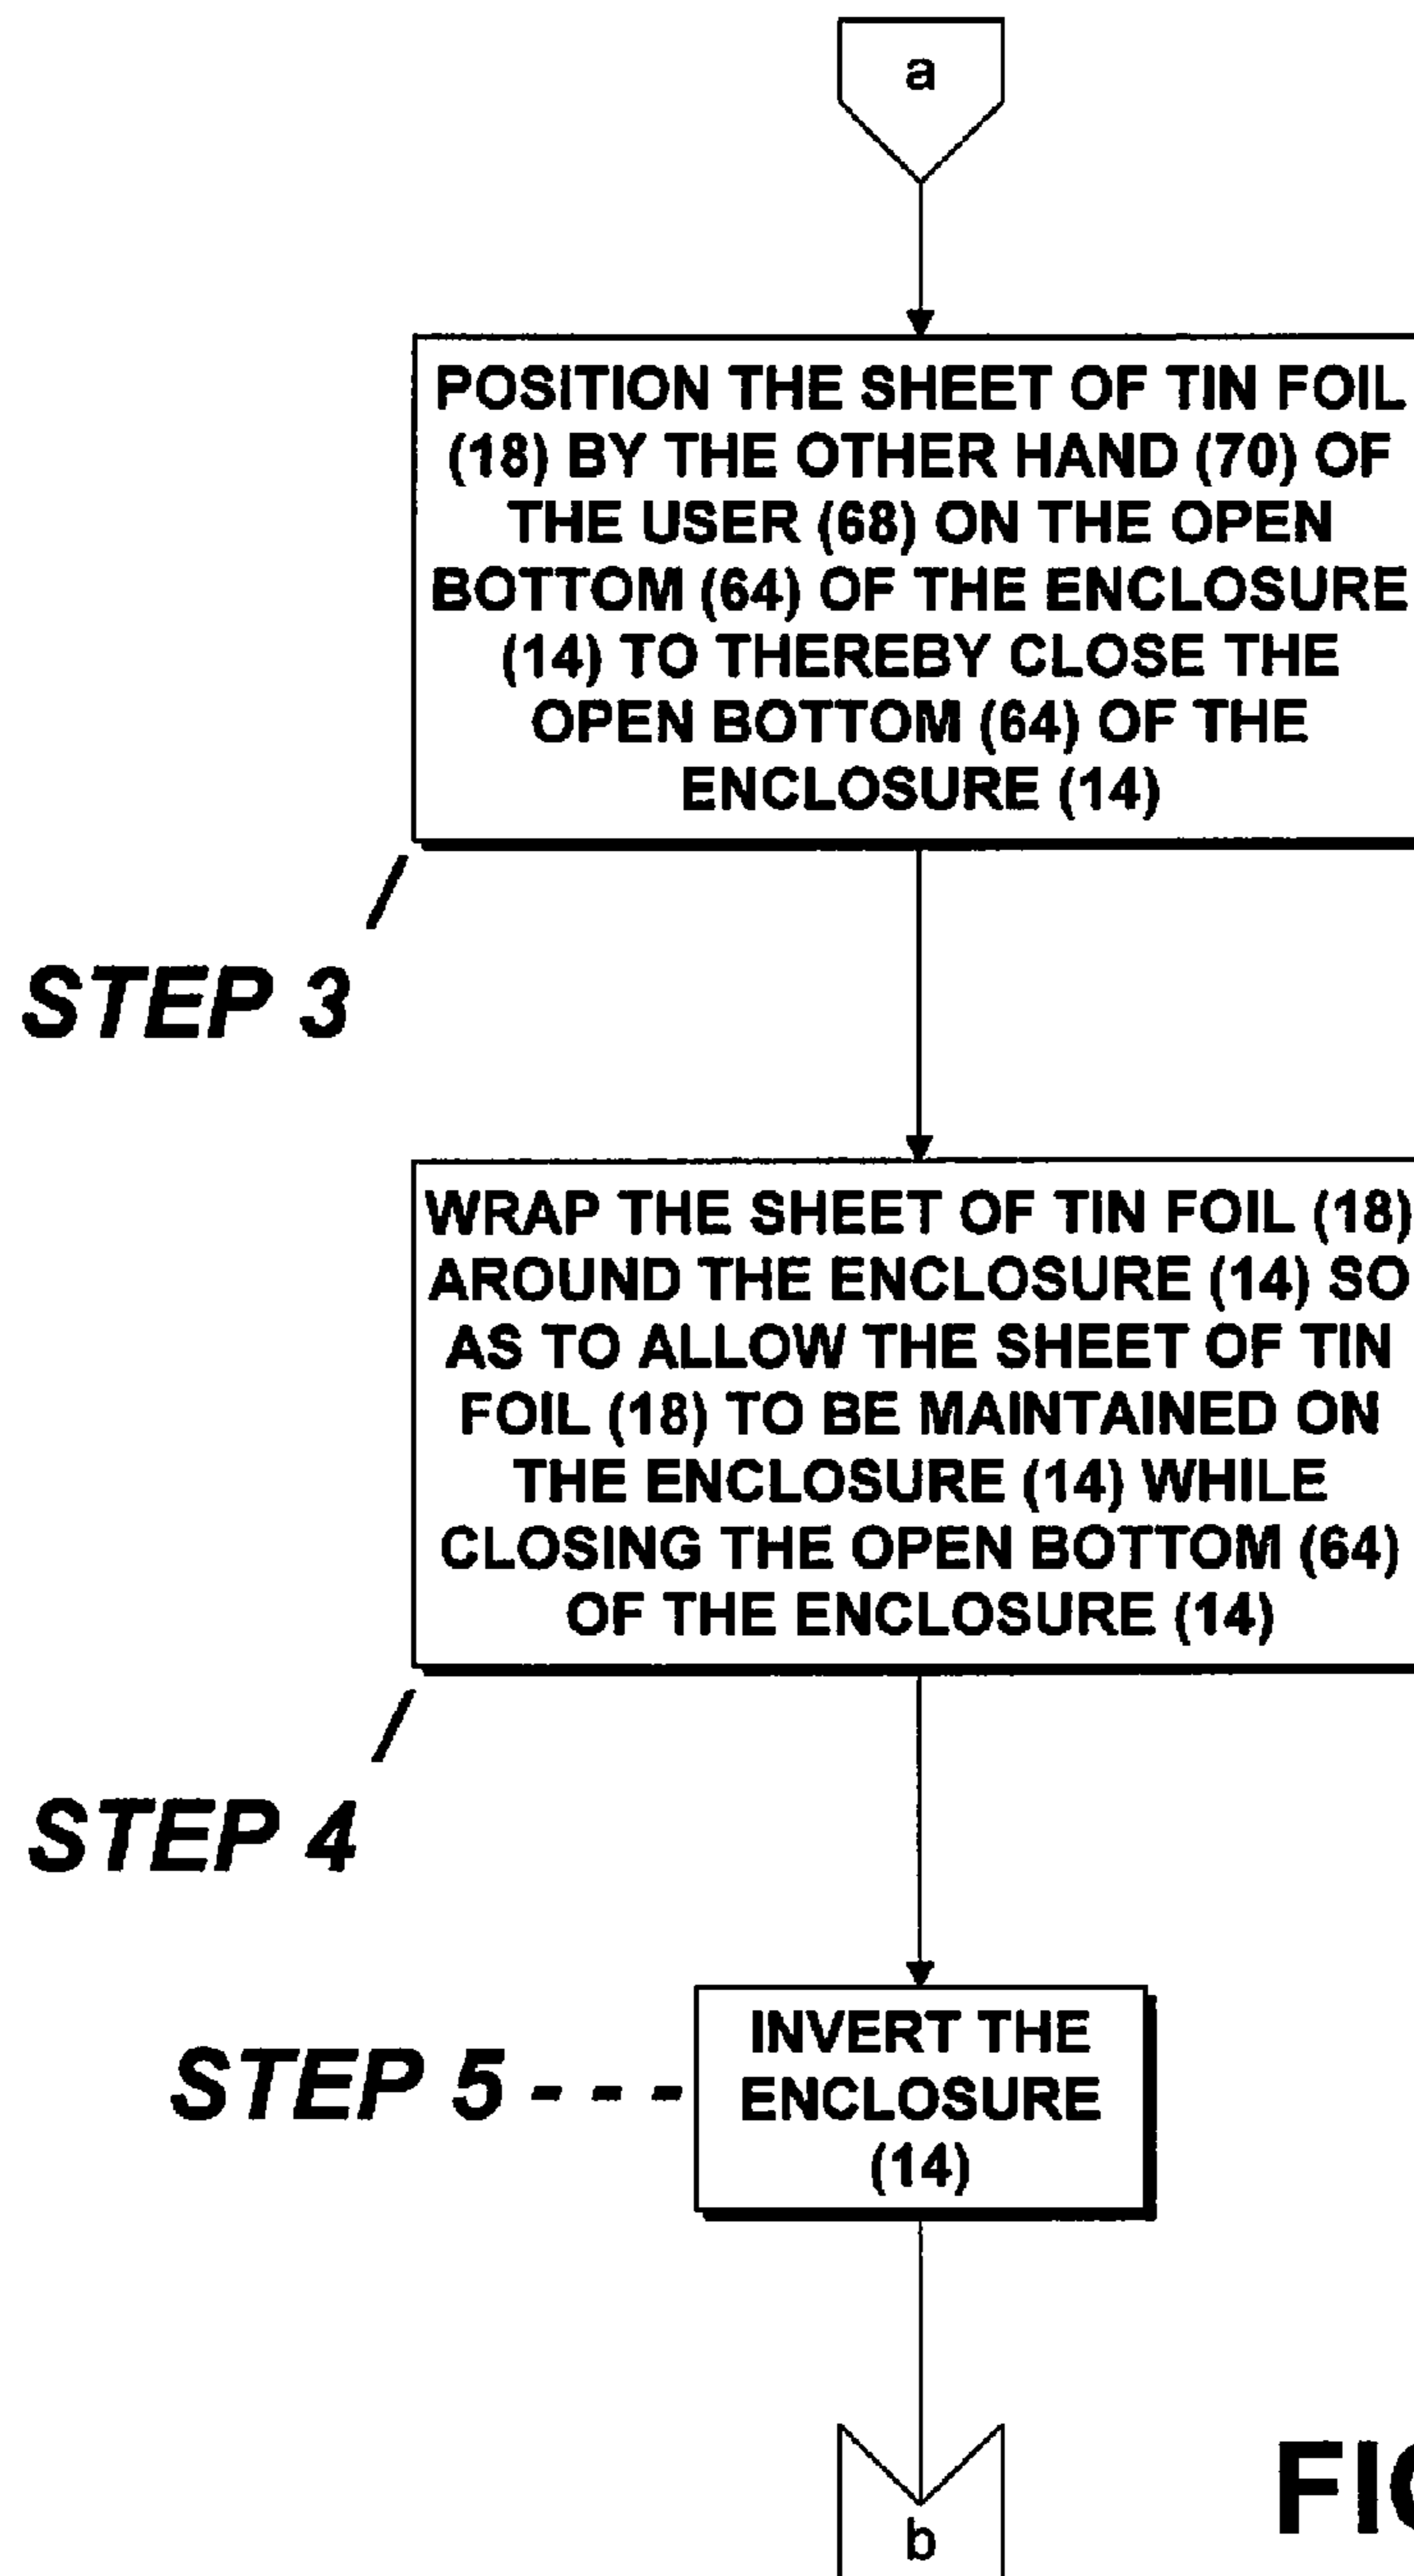 a
POSITION THE SHEET OF TIN FOIL
(18) BY THE OTHER HAND (70) OF
THE USER (68) ON THE OPEN
BOTTOM (64) OF THE ENCLOSURE
(14) TO THEREBY CLOSE THE
OPEN BOTTOM (64) OF THE
ENCLOSURE (14)
STEP 3
WRAP THE SHEET OF TIN FOIL (18)
AROUND THE ENCLOSURE (14) SO
AS TO ALLOW THE SHEET OF TIN
FOIL (18) TO BE MAINTAINED ON
THE ENCLOSURE (14) WHILE
CLOSING THE OPEN BOTTOM (64)
OF THE ENCLOSURE (14)
STEP 4
INVERT THE
ENCLOSURE
(14)
STEP 5 - - -
b